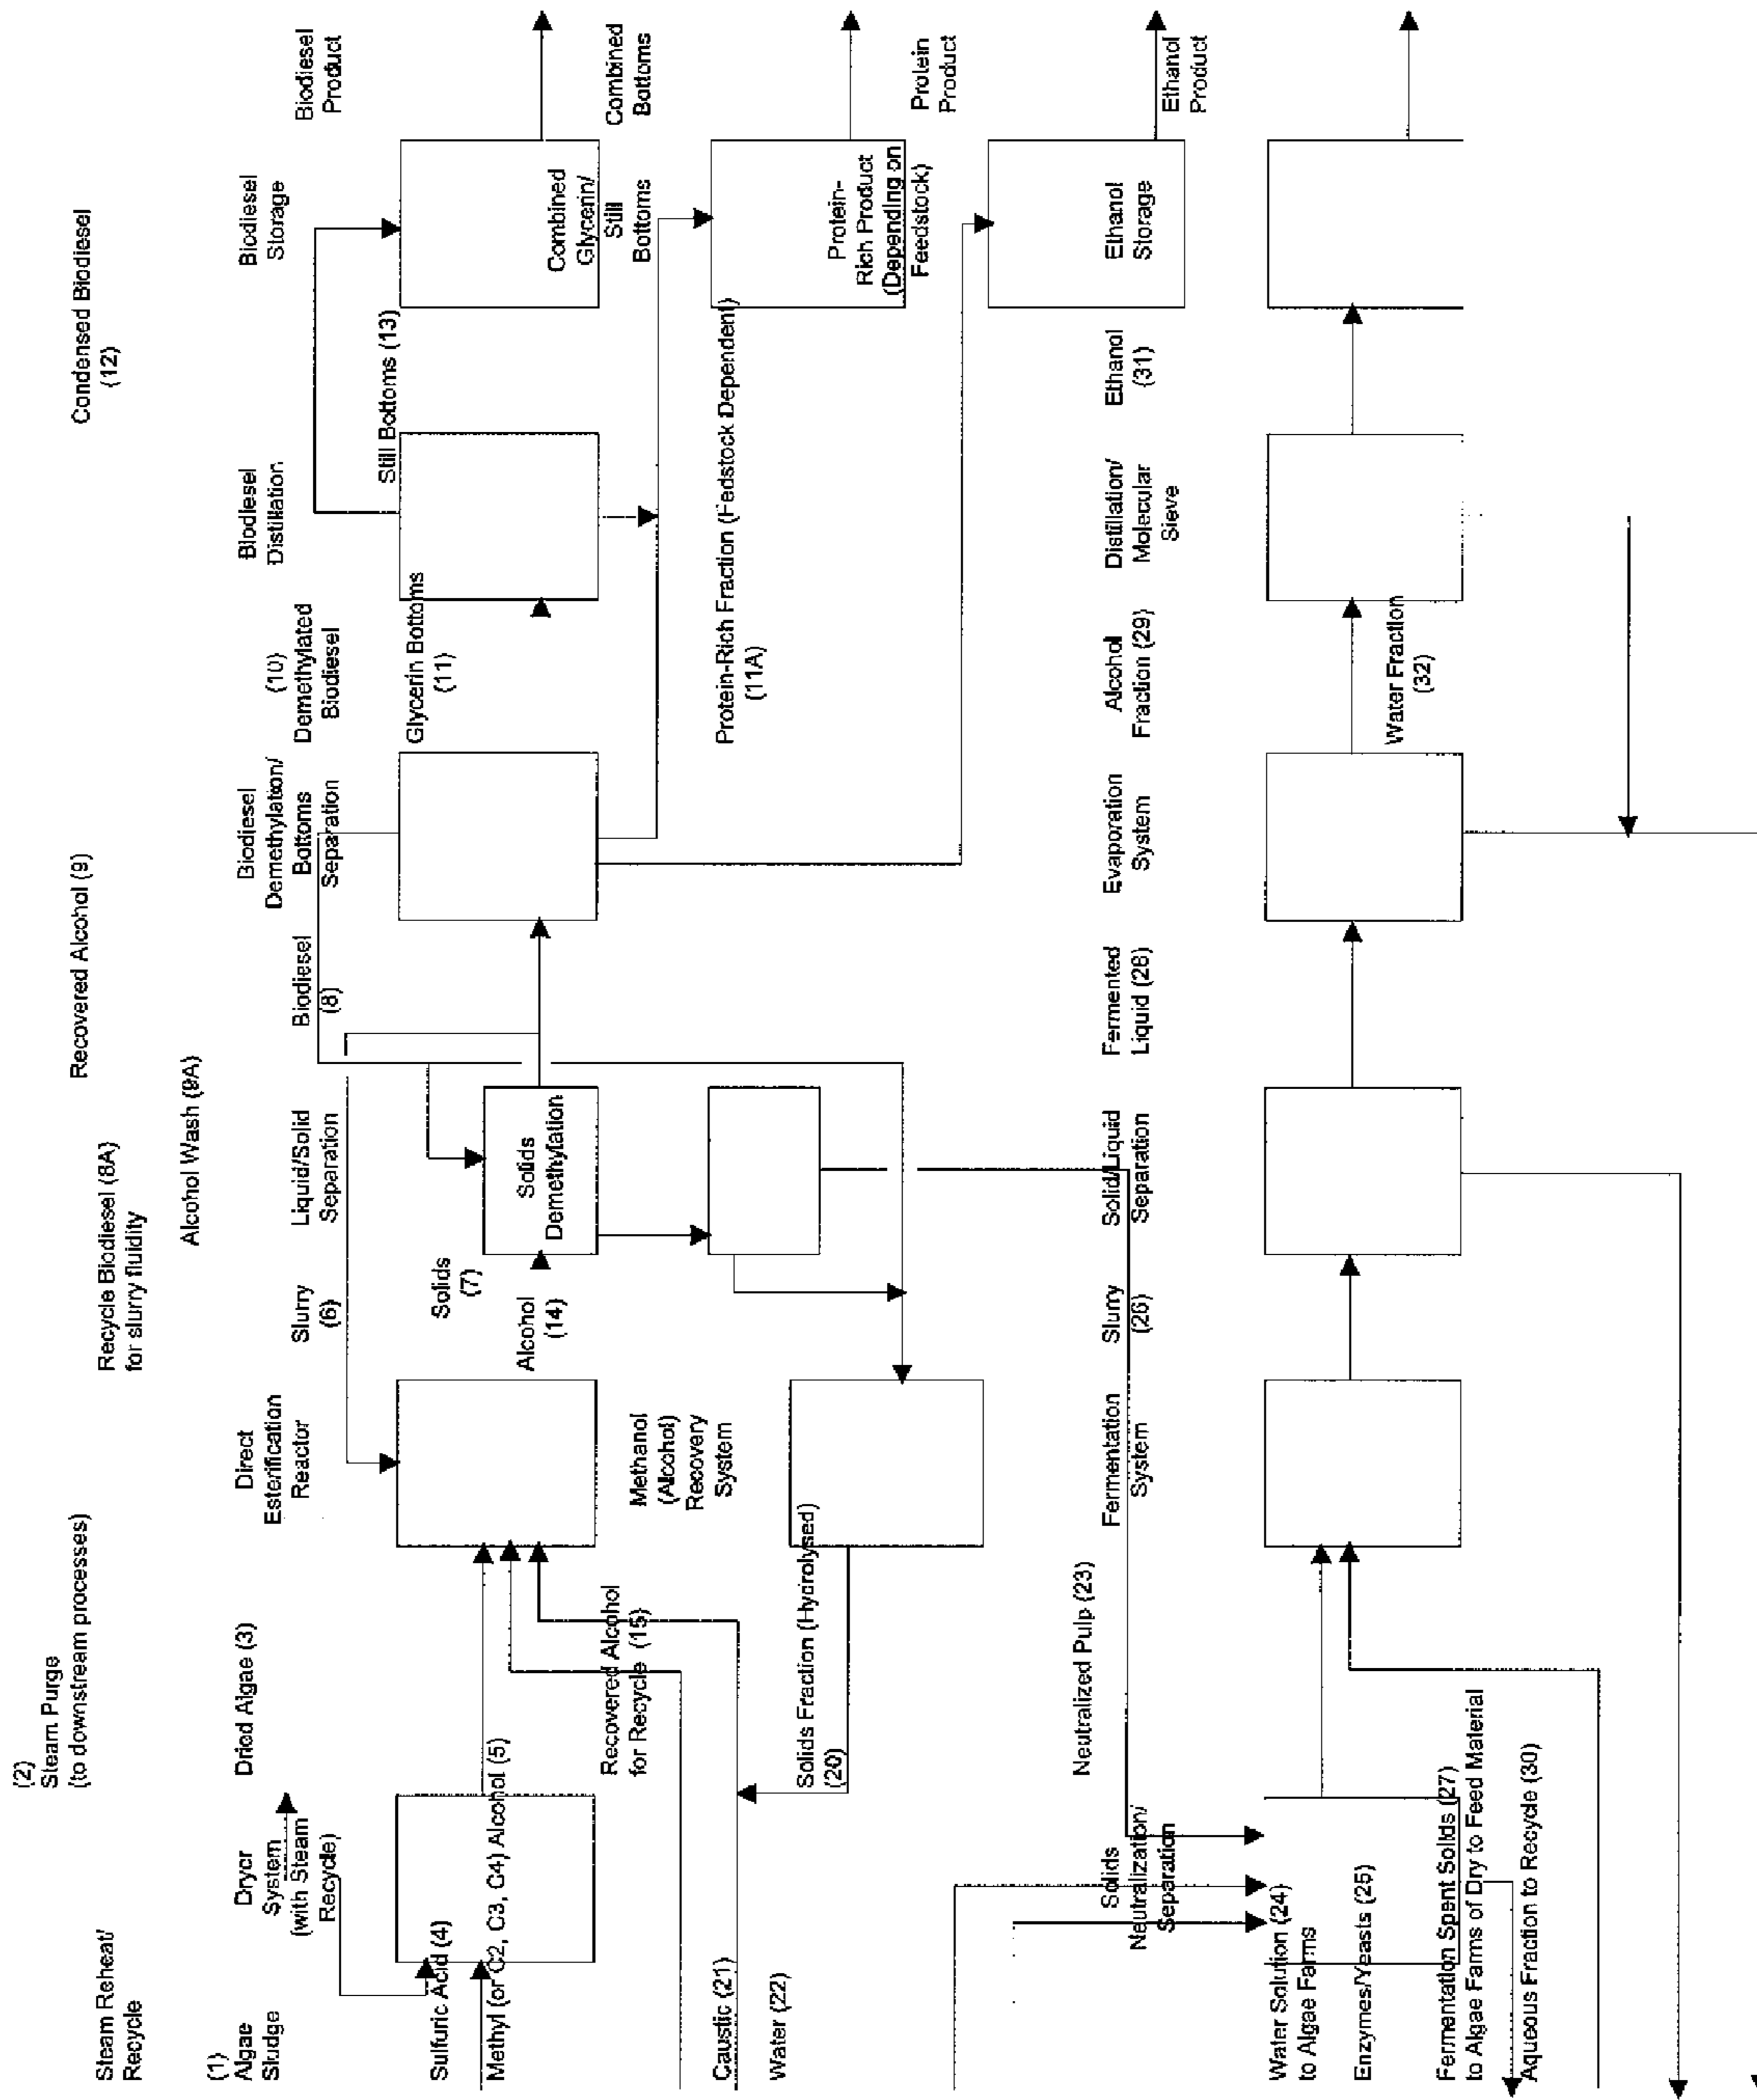 Steam Reheat/
Recycle
(2)
Steam Purge
(to downstream processes)
Recycle Biodiesel (8A)
for slurry fluidity
Alcohol Wash (9A)
Recovered Alcohol (9)
Condensed Biodiesel
(12)
(1)
Algae
Sludge
Dryer
System
(with Steam
Recycle)
Dried Algae (3)
Direct
Esterification
Reactor
Slurry
(6)
Liquid/Solid
Separation
Biodiesel
(8)
Biodiesel
Demethylation/
Bottoms
Separation
(10)
Demethylated
Biodiesel
Biodiesel
Distillation
Biodiesel
Storage
Biodiesel
Product
Sulfuric Acid (4)
Methyl (or C2, C3, C4) Alcohol (5)
Solids
(7)
Alcohol
(14)
Solids
Demethylation
Glycerin Bottoms
(11)
Still Bottoms (13)
Combined
Glycerin/
Still
Bottoms
Combined
Bottoms
Recovered Alcohol
for Recycle (15)
Methanol
(Alcohol)
Recovery
System
Protein-Rich Fraction (Fedstock Dependent)
(11A)
Protein-
Rich Product
(Depending on
Feedstock)
Protein
Product
Caustic (21)
Water (22)
Solids Fraction (Hydrolysed)
(20)
Solids
Neutralization/
Separation
Neutralized Pulp (23)
Fermentation
System
Slurry
(26)
Solid/Liquid
Separation
Fermented
Liquid (28)
Evaporation
System
Alcohol
Fraction (29)
Distillation/
Molecular
Sieve
Ethanol
(31)
Ethanol
Storage
Ethanol
Product
Water Solution (24)
to Algae Farms
Enzymes/Yeasts (25)
Fermentation Spent Solids (27)
to Algae Farms of Dry to Feed Material
Aqueous Fraction to Recycle (30)
Water Fraction
(32)